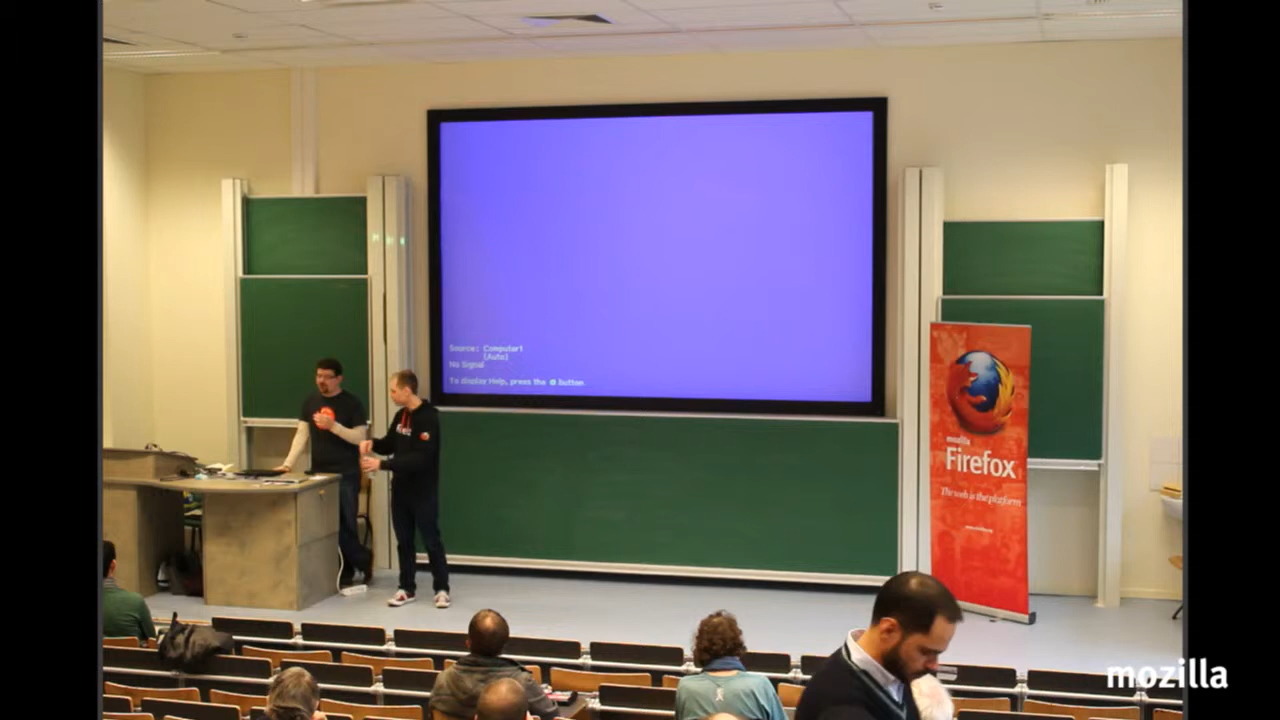 Source: Computer1
(Auto)
No Signal
To display Help, press the button
mozilla
Firefox
The web is the platform
mozilla